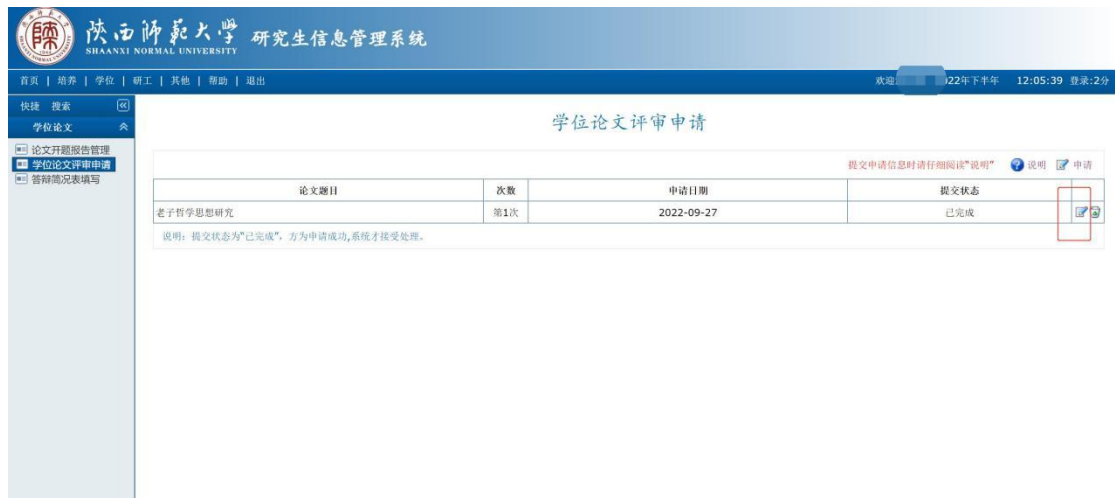 陕西师范大学 研究生信息管理系统
SHAANXI NORMAL UNIVERSITY
首页 | 培养 | 学位 | 研工 | 其他 | 帮助 | 退出
欢迎 22年下半年 12:05:39 登录:2分
快捷 搜索
学位论文
论文开题报告管理
学位论文评审申请
答辩简况表填写
学位论文评审申请
提交申请信息时请仔细阅读"说明" 说明 申请
论文题目 次数 申请日期 提交状态
老子哲学思想研究 第1次 2022-09-27 已完成
说明：提交状态为"已完成"，方为申请成功,系统才接受处理。